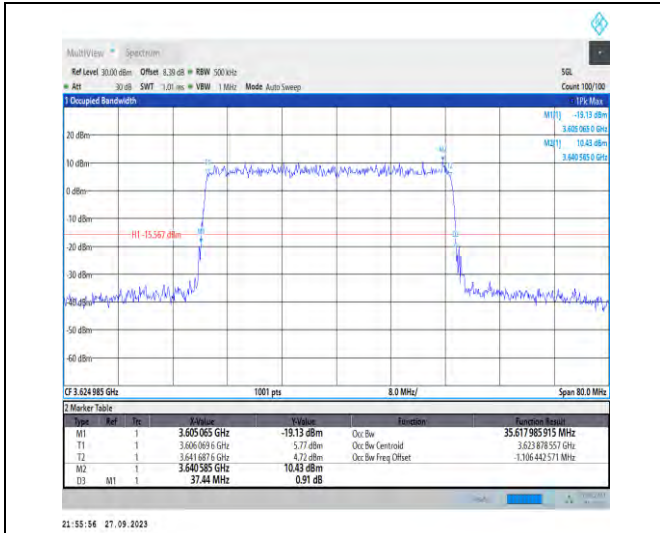 MultiView Spectrum
Ref Level 30.00 dBm Offset 8.39 dB RBW 500 kHz SGL
Att 30 dB SWT 1.01 ms VBW 1 MHz Mode Auto Sweep Count 100/100
1 Occupied Bandwidth 1Pk Max
M1[1] -19.13 dBm
3.605 065 0 GHz
20 dBm
M2[1] 10.43 dBm
3.640 585 0 GHz
10 dBm
0 dBm
-10 dBm
H1 -15.567 dBm
-20 dBm
-30 dBm
-40 dBm
-50 dBm
-60 dBm
CF 3.624 985 GHz 1001 pts 8.0 MHz/ Span 80.0 MHz
2 Marker Table
Type Ref Trc X-Value Y-Value Function Function Result
M1 1 3.605 065 GHz -19.13 dBm Occ Bw 35.617 985 915 MHz
T1 1 3.606 069 6 GHz 5.77 dBm Occ Bw Centroid 3.623 878 557 GHz
T2 1 3.641 687 6 GHz 4.72 dBm Occ Bw Freq Offset -1.106 442 571 MHz
M2 1 3.640 585 GHz 10.43 dBm
D3 M1 1 37.44 MHz 0.91 dB
21:55:56 27.09.2023